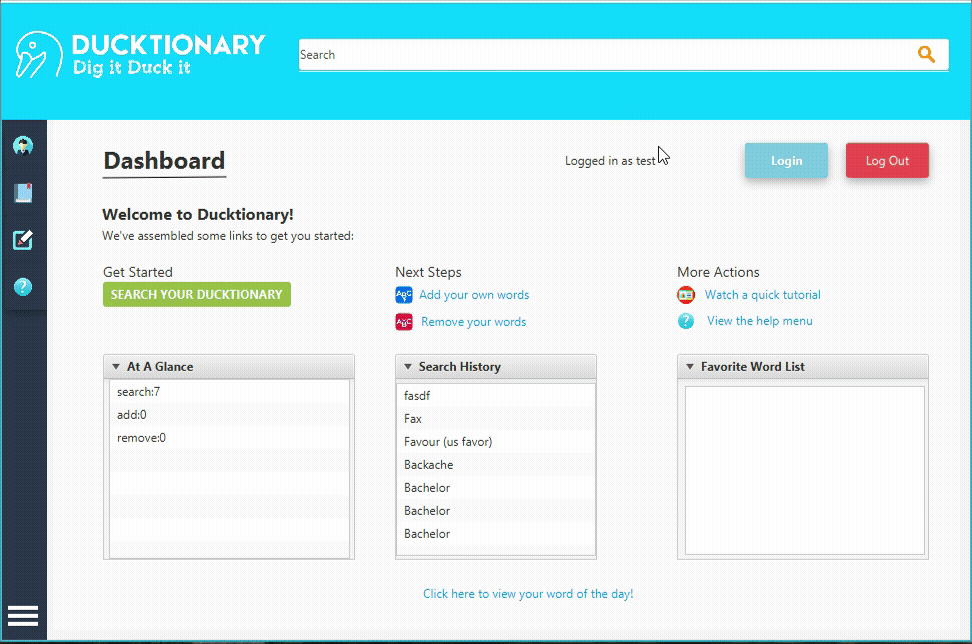 DUCKTIONARY
Dig it Duck it
Search
Dashboard
Logged in as test
Login
Log Out
Welcome to Ducktionary!
We've assembled some links to get you started:
Get Started
SEARCH YOUR DUCKTIONARY
Next Steps
ABC Add your own words
ABC Remove your words
More Actions
Watch a quick tutorial
? View the help menu
At A Glance
search:7
add:0
remove:0
Search History
fasdf
Fax
Favour (us favor)
Backache
Bachelor
Bachelor
Bachelor
Favorite Word List
Click here to view your word of the day!